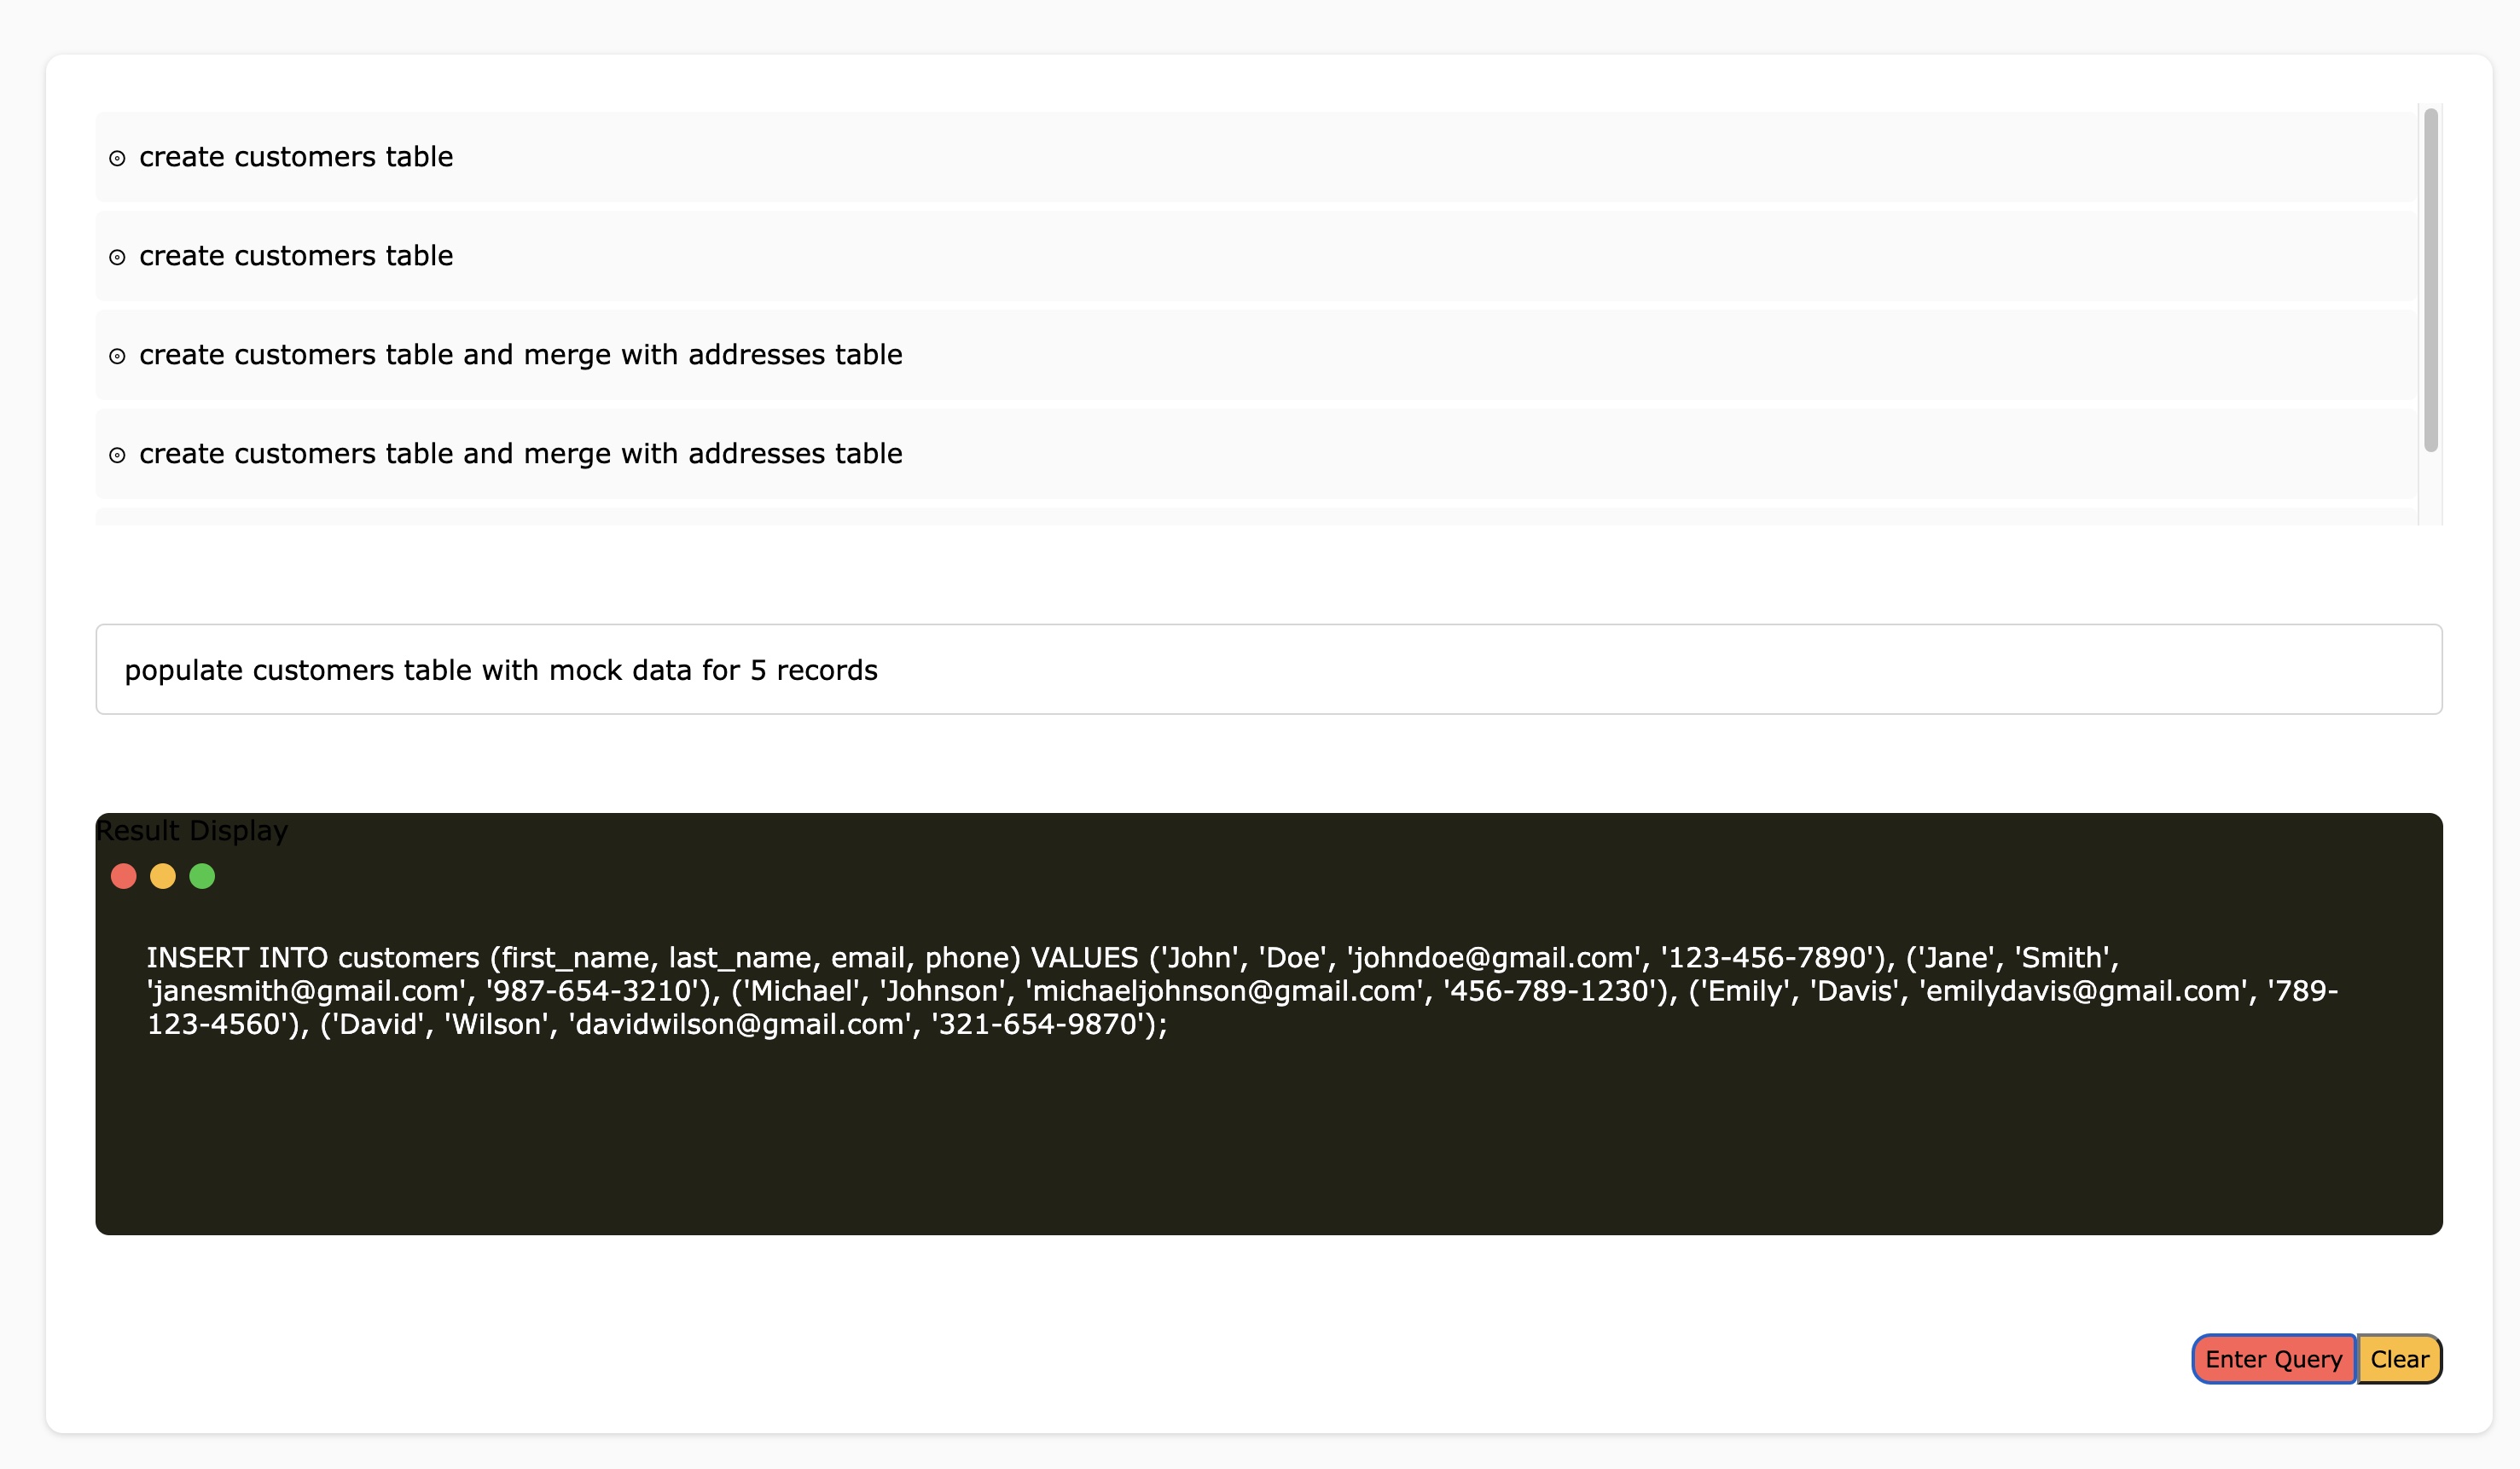 create customers table
create customers table
create customers table and merge with addresses table
create customers table and merge with addresses table
populate customers table with mock data for 5 records
Result Display
INSERT INTO customers (first_name, last_name, email, phone) VALUES ('John', 'Doe', 'johndoe@gmail.com', '123-456-7890'), ('Jane', 'Smith',
'janesmith@gmail.com', '987-654-3210'), ('Michael', 'Johnson', 'michaeljohnson@gmail.com', '456-789-1230'), ('Emily', 'Davis', 'emilydavis@gmail.com', '789-
123-4560'), ('David', 'Wilson', 'davidwilson@gmail.com', '321-654-9870');
Enter Query Clear